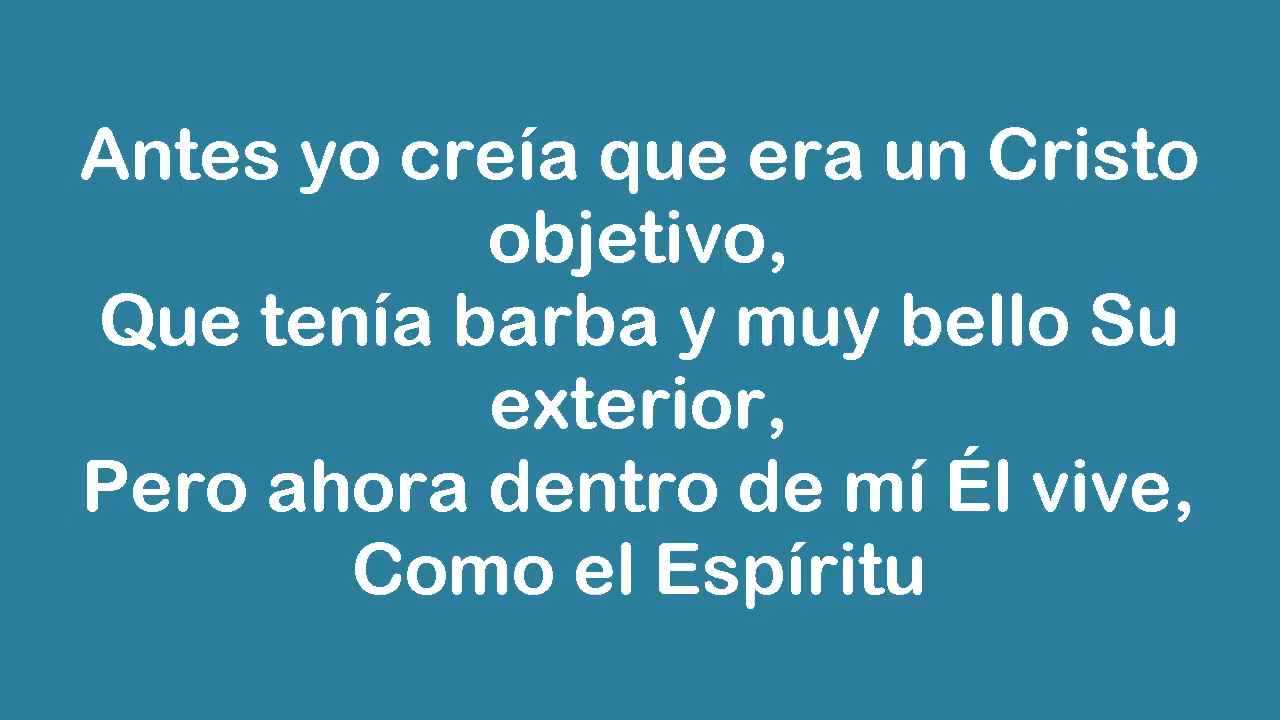 Antes yo creía que era un Cristo
objetivo,
Que tenía barba y muy bello Su
exterior,
Pero ahora dentro de mí Él vive,
Como el Espíritu